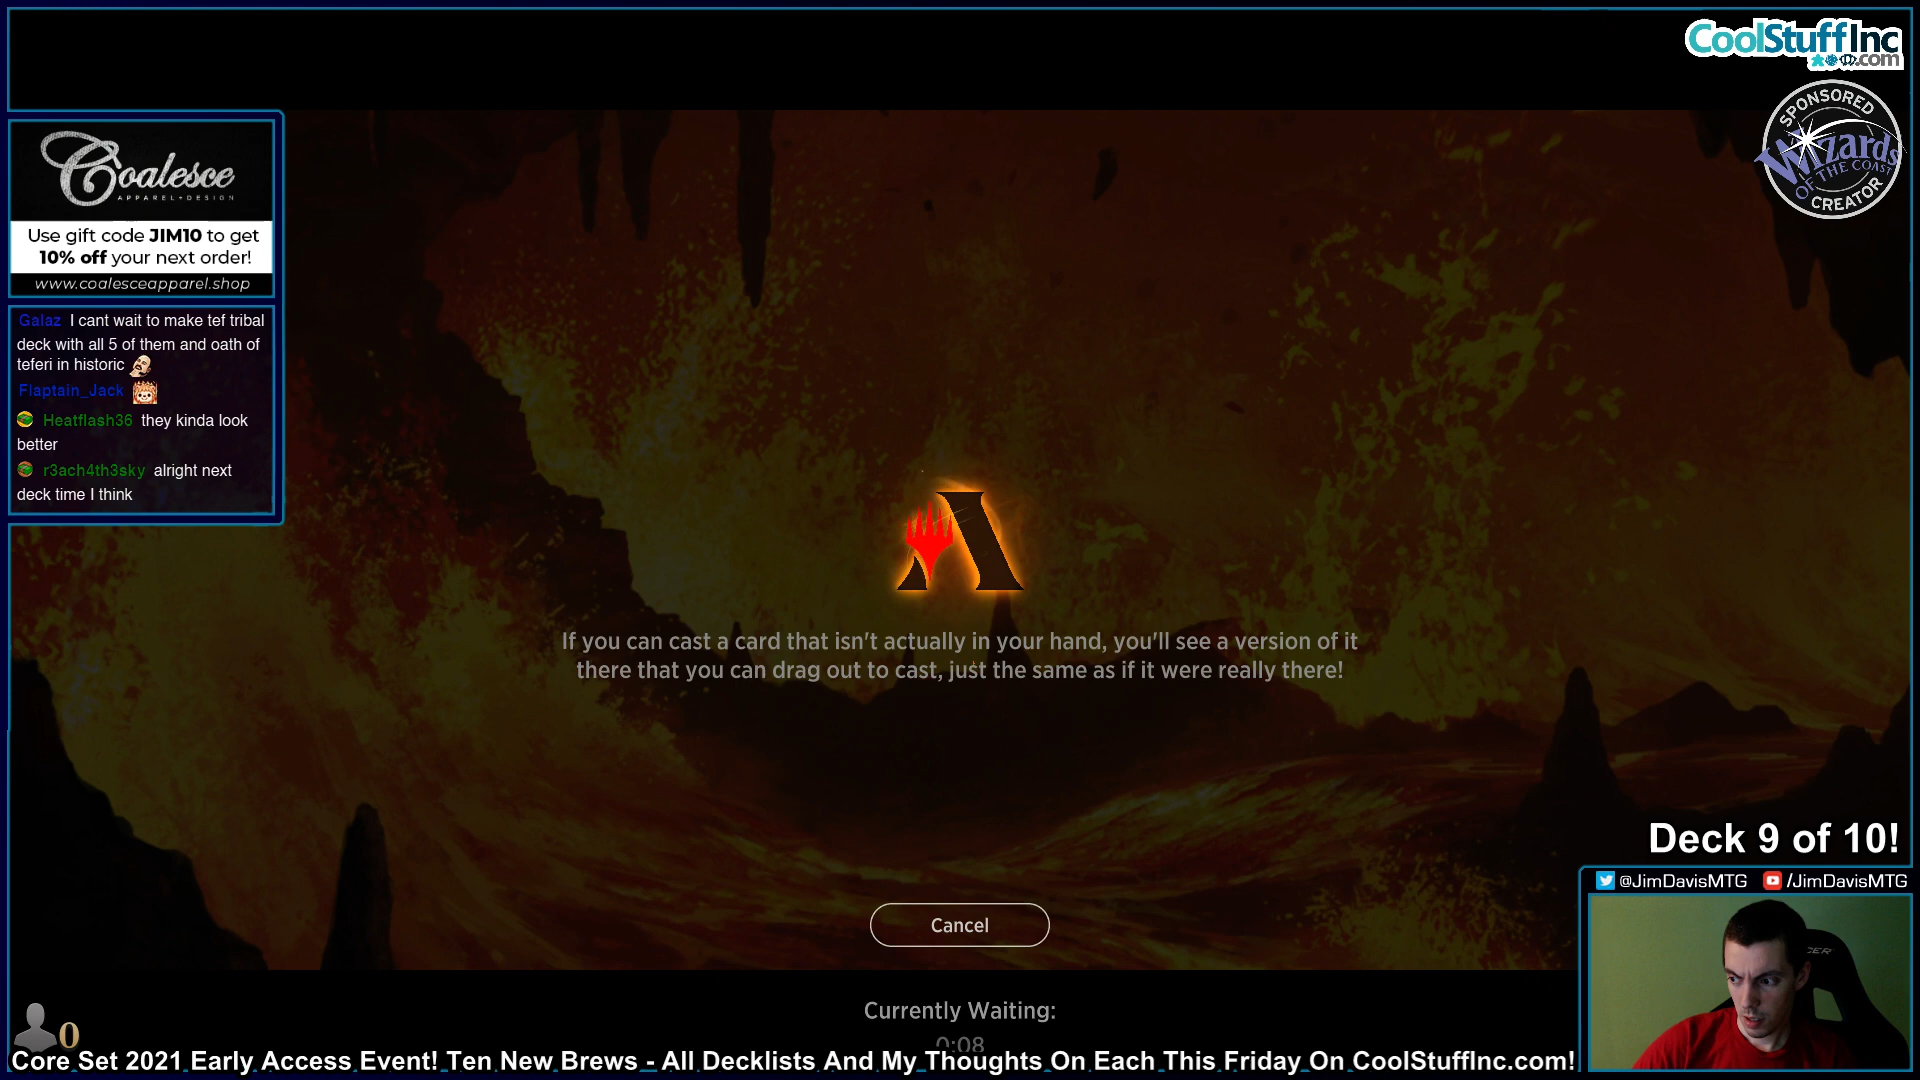 CoolStuffInc
.com
SPONSORED
Wizards
OF THE COAST
CREATOR
Coalesce
APPAREL+DESIGN
Use gift code JIM10 to get
10% off your next order!
www.coalesceapparel.shop
Galaz I cant wait to make tef tribal
deck with all 5 of them and oath of
teferi in historic
Flaptain_Jack
Heatflash36 they kinda look
better
r3ach4th3sky alright next
deck time I think
If you can cast a card that isn't actually in your hand, you'll see a version of it
there that you can drag out to cast, just the same as if it were really there!
Cancel
Deck 9 of 10!
@JimDavisMTG /JimDavisMTG
Currently Waiting:
0:08
0
Core Set 2021 Early Access Event! Ten New Brews - All Decklists And My Thoughts On Each This Friday On CoolStuffInc.com!